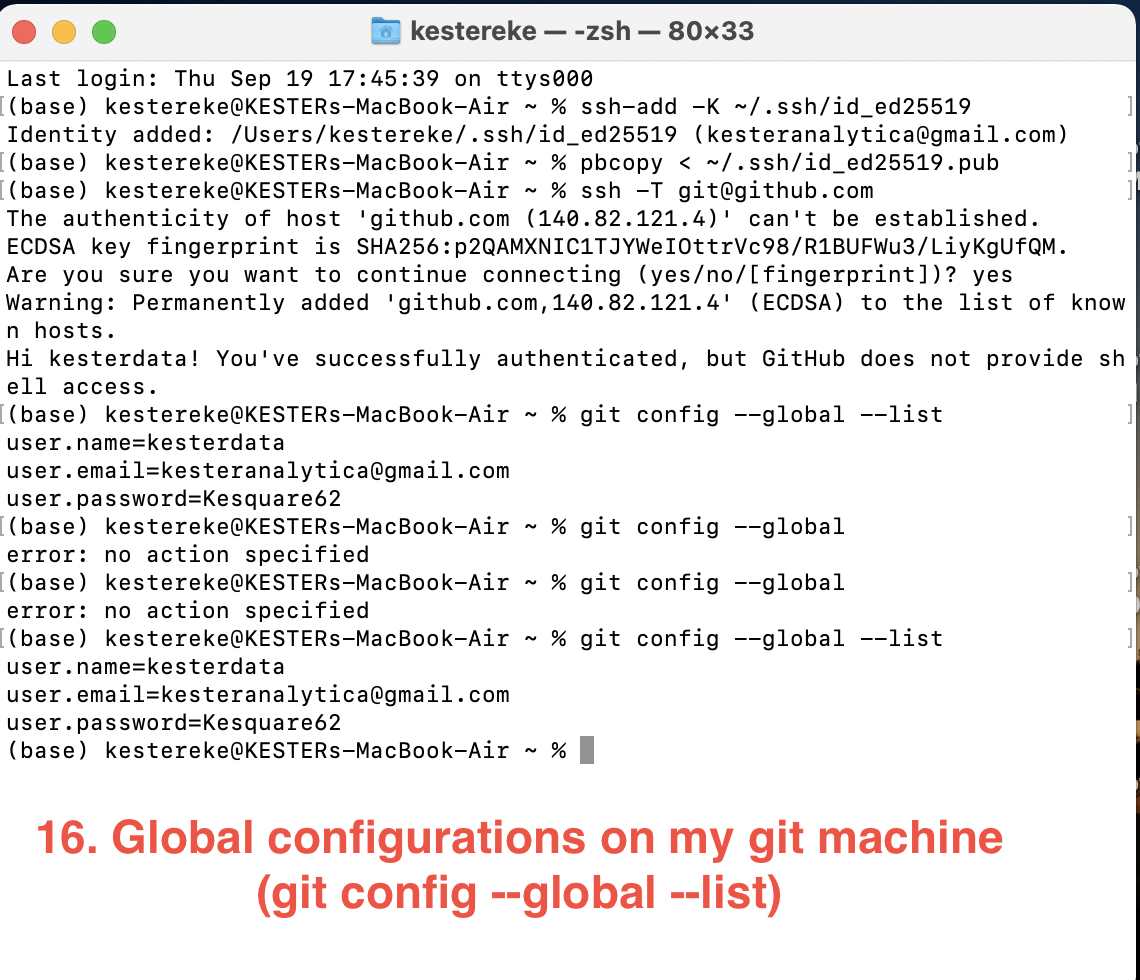 kestereke — -zsh — 80×33
Last login: Thu Sep 19 17:45:39 on ttys000
[(base) kestereke@KESTERs-MacBook-Air ~ % ssh-add -K ~/.ssh/id_ed25519 ]
Identity added: /Users/kestereke/.ssh/id_ed25519 (kesteranalytica@gmail.com)
[(base) kestereke@KESTERs-MacBook-Air ~ % pbcopy < ~/.ssh/id_ed25519.pub ]
[(base) kestereke@KESTERs-MacBook-Air ~ % ssh -T git@github.com ]
The authenticity of host 'github.com (140.82.121.4)' can't be established.
ECDSA key fingerprint is SHA256:p2QAMXNIC1TJYWeIOttrVc98/R1BUFWu3/LiyKgUfQM.
Are you sure you want to continue connecting (yes/no/[fingerprint])? yes
Warning: Permanently added 'github.com,140.82.121.4' (ECDSA) to the list of know
n hosts.
Hi kesterdata! You've successfully authenticated, but GitHub does not provide sh
ell access.
[(base) kestereke@KESTERs-MacBook-Air ~ % git config --global --list ]
user.name=kesterdata
user.email=kesteranalytica@gmail.com
user.password=Kesquare62
[(base) kestereke@KESTERs-MacBook-Air ~ % git config --global ]
error: no action specified
[(base) kestereke@KESTERs-MacBook-Air ~ % git config --global ]
error: no action specified
[(base) kestereke@KESTERs-MacBook-Air ~ % git config --global --list ]
user.name=kesterdata
user.email=kesteranalytica@gmail.com
user.password=Kesquare62
(base) kestereke@KESTERs-MacBook-Air ~ %
16. Global configurations on my git machine
(git config --global --list)